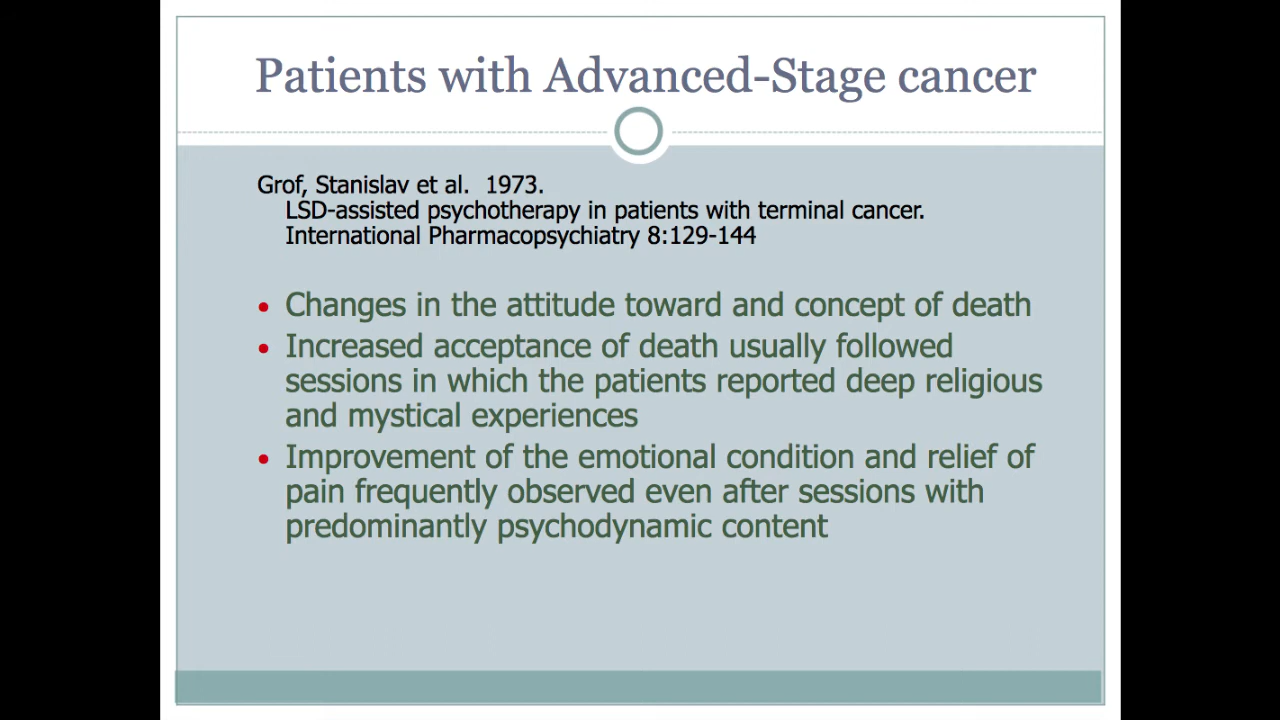 Patients with Advanced-Stage cancer
Grof, Stanislav et al.  1973.
LSD-assisted psychotherapy in patients with terminal cancer.
International Pharmacopsychiatry 8:129-144
• Changes in the attitude toward and concept of death
• Increased acceptance of death usually followed
sessions in which the patients reported deep religious
and mystical experiences
• Improvement of the emotional condition and relief of
pain frequently observed even after sessions with
predominantly psychodynamic content